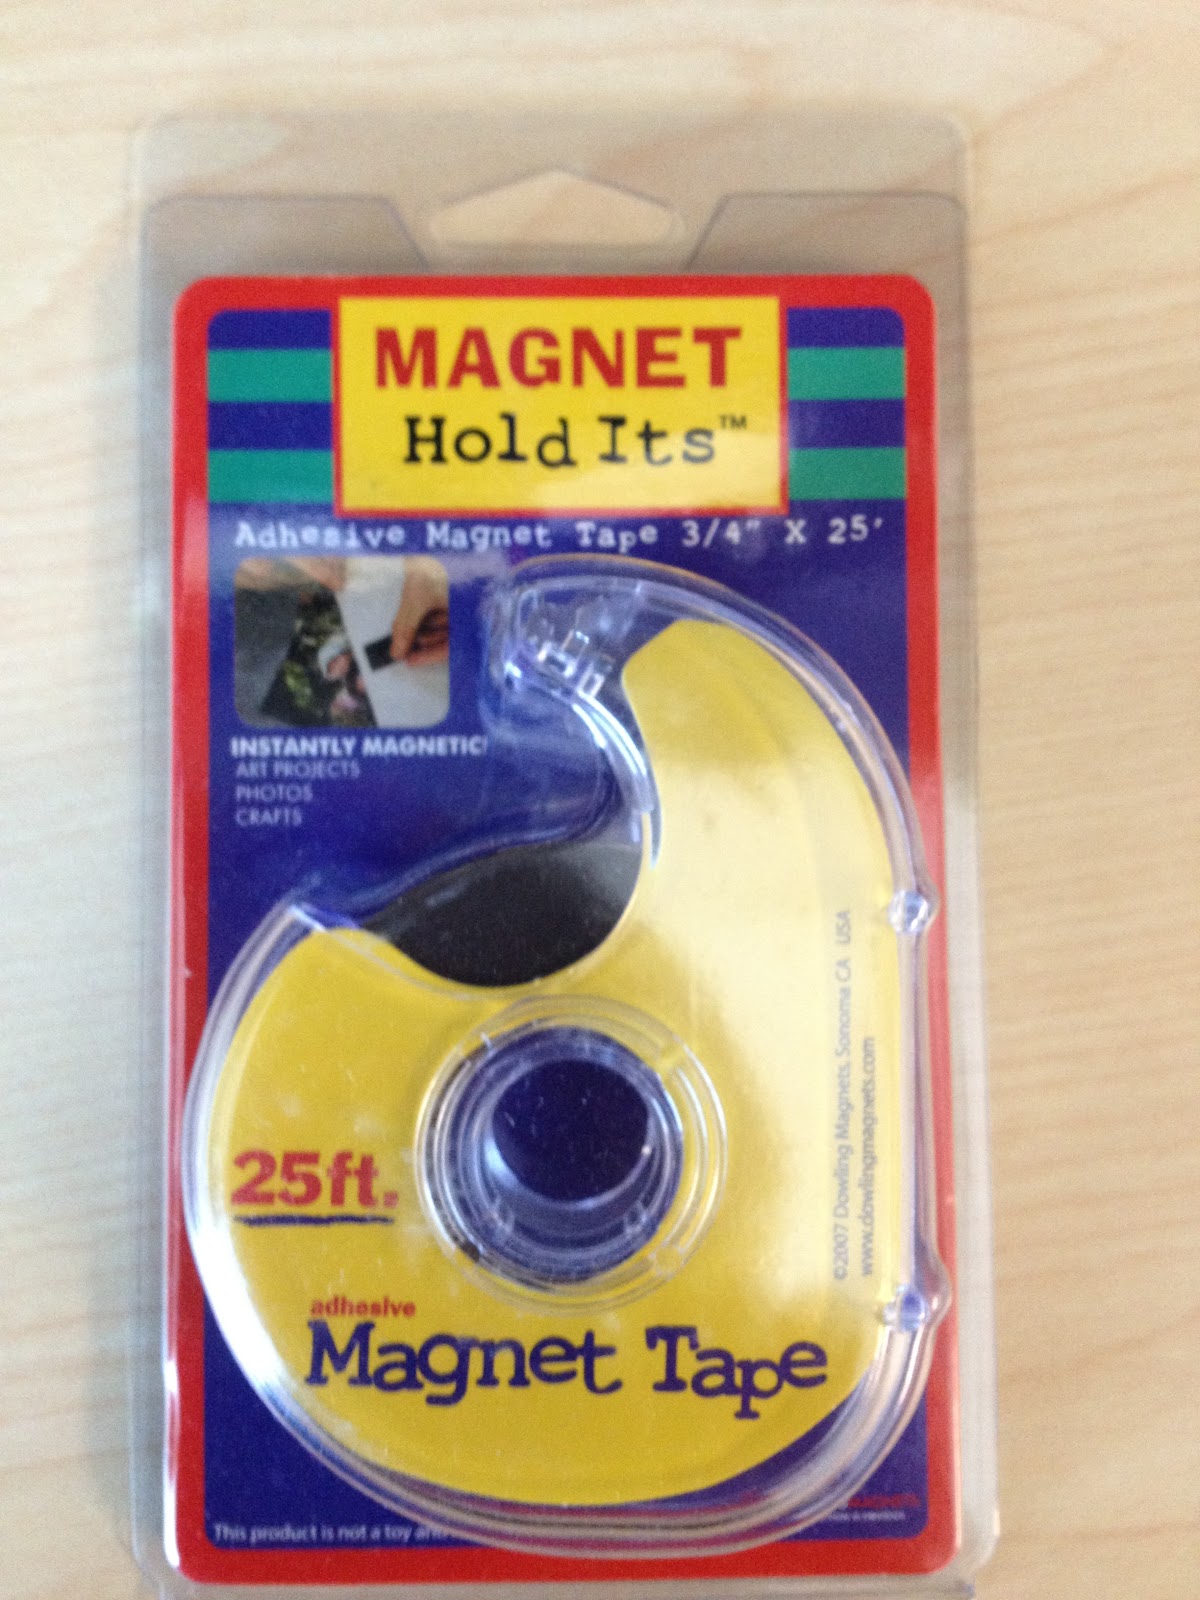 MAGNET
Hold Its™
Adhesive Magnet Tape 3/4" X 25'
INSTANTLY MAGNETIC!
ART PROJECTS
PHOTOS
CRAFTS
25ft.
adhesive
Magnet Tape
©2007 Dowling Magnets, Sonoma CA USA
www.dowlingmagnets.com
This product is not a toy and